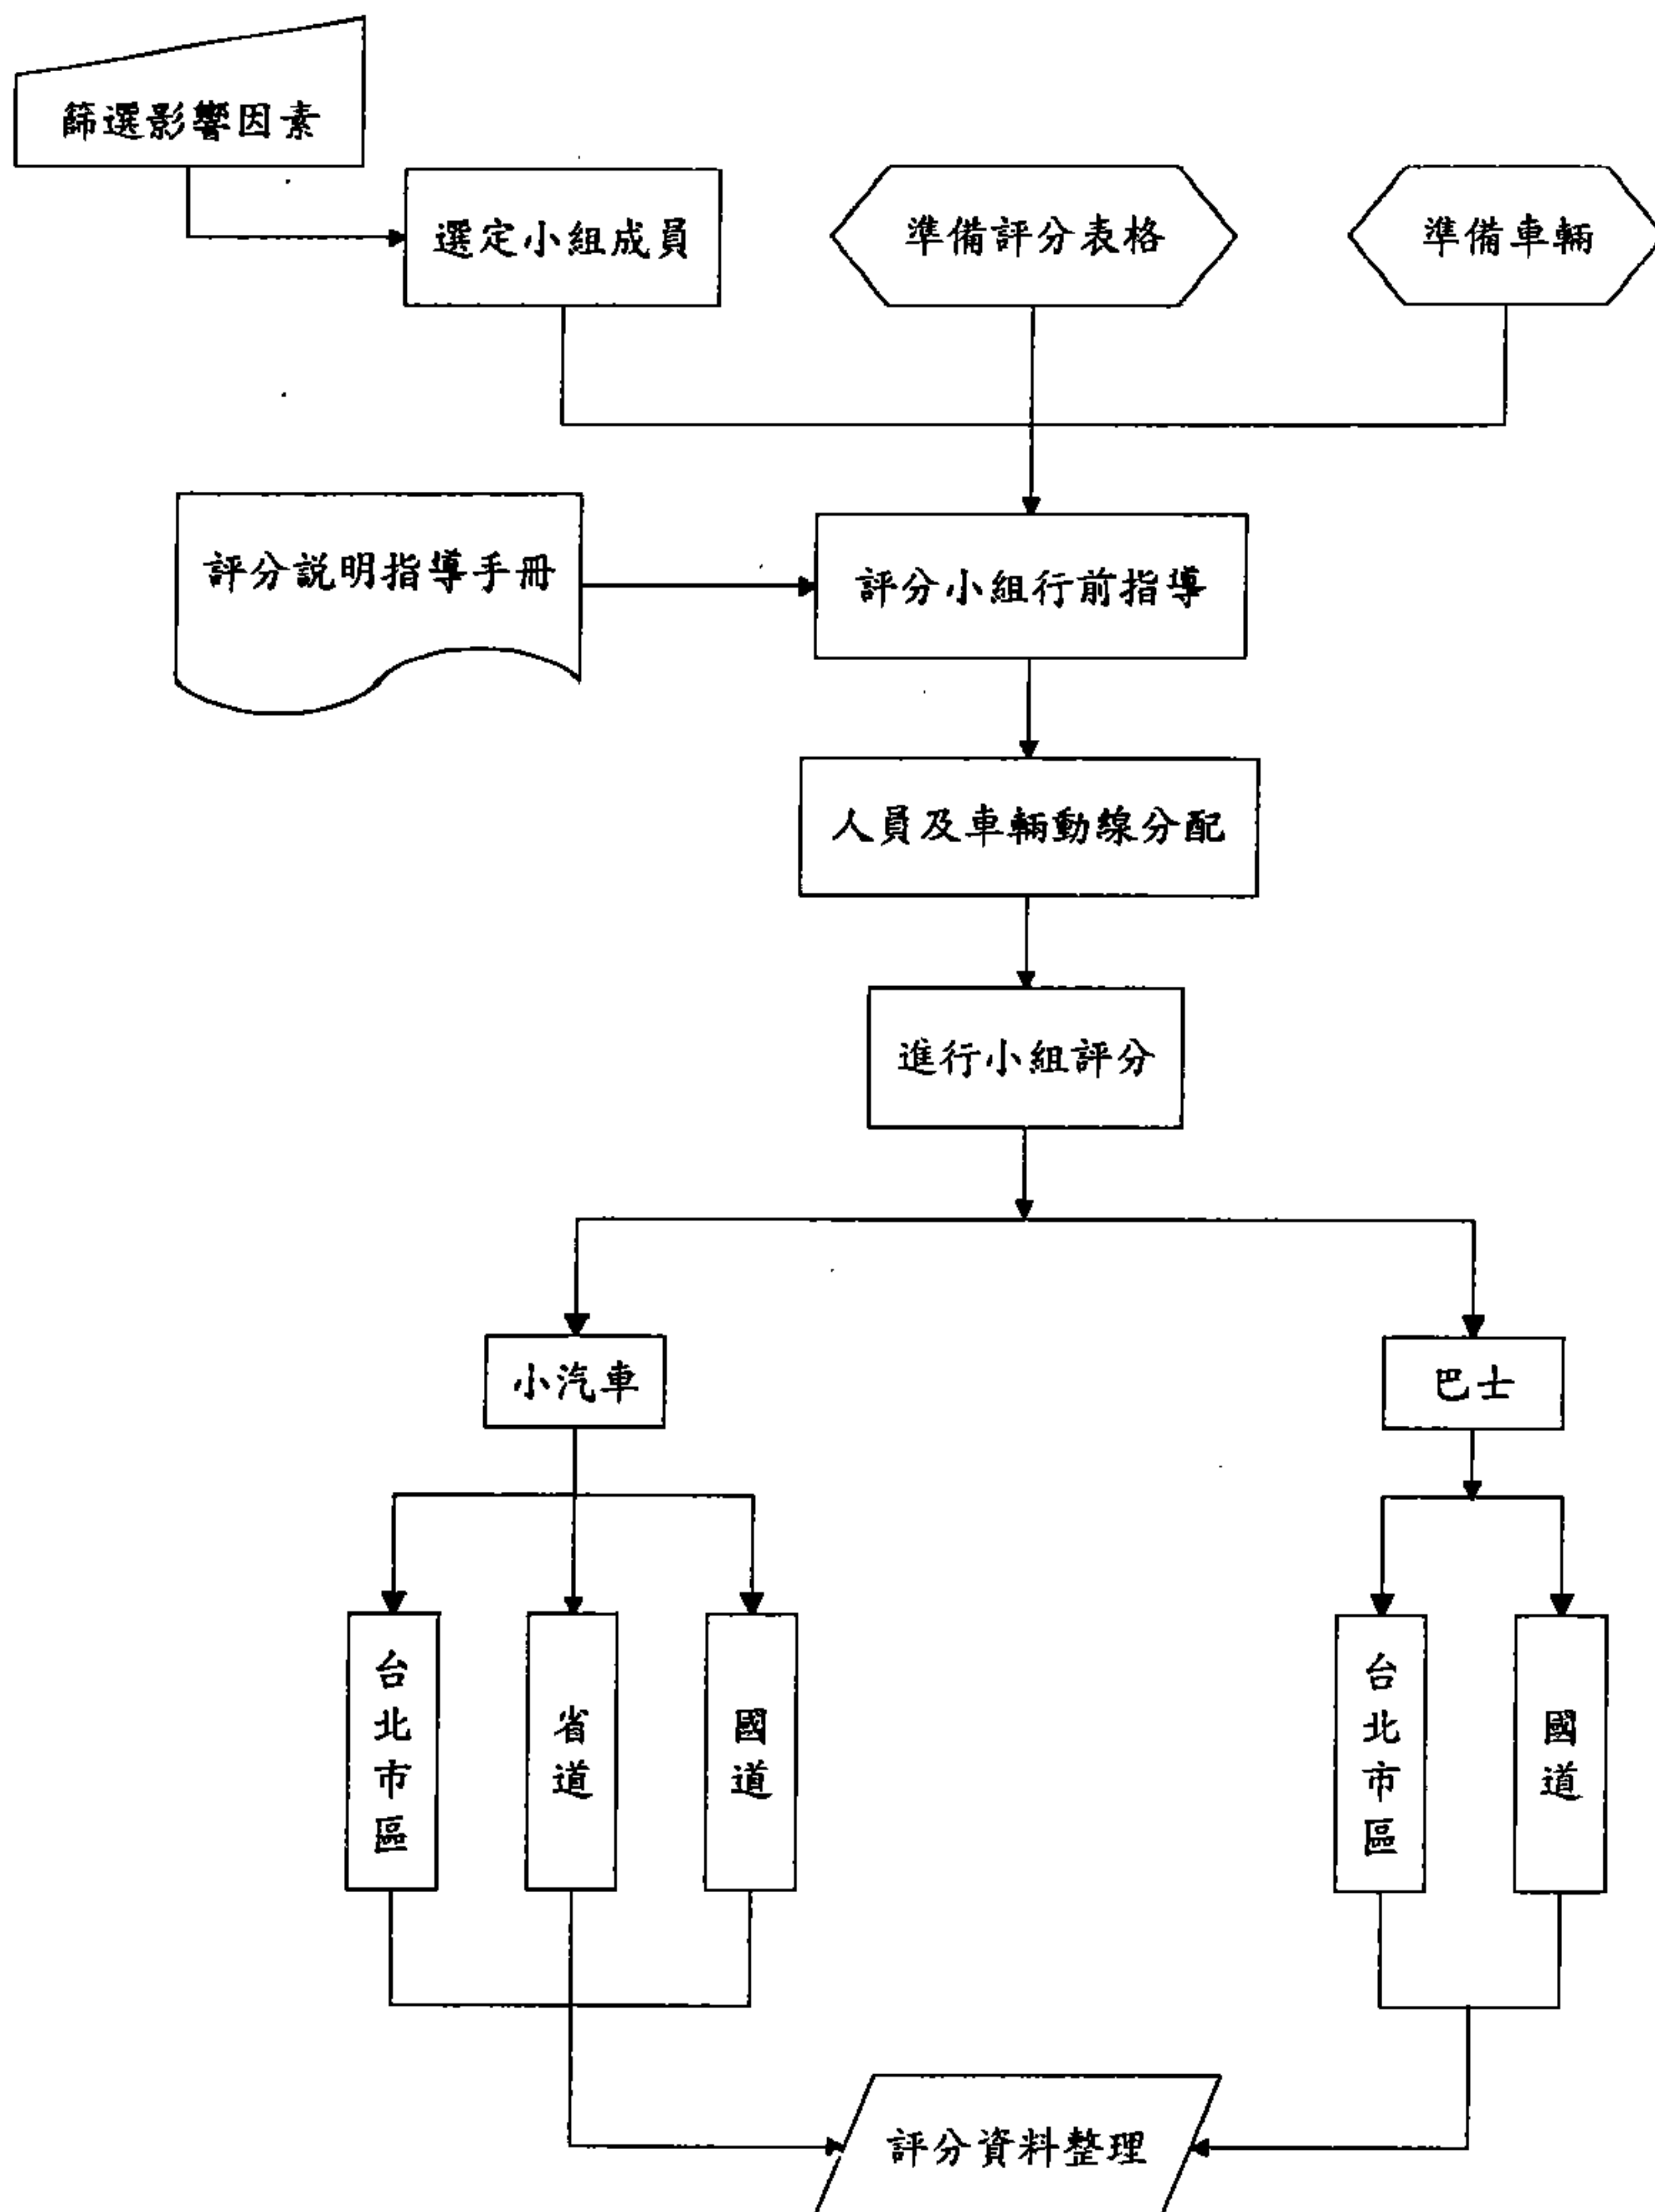 篩選影響因素
選定小組成員
準備評分表格
準備車輛
評分說明指導手冊
評分小組行前指導
人員及車輛動線分配
進行小組評分
小汽車
巴士
台北市區
省道
國道
台北市區
國道
評分資料整理